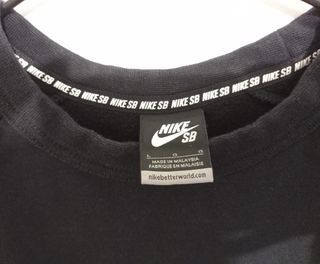 NIKE SB NIKE SB NIKE SB NIKE SB NIKE SB NIKE SB NIKE SB NIKE SB NIKE SB
NIKE
SB
L G G
MADE IN MALAYSIA
FABRIQUÉ EN MALAISIE
nikebetterworld.com